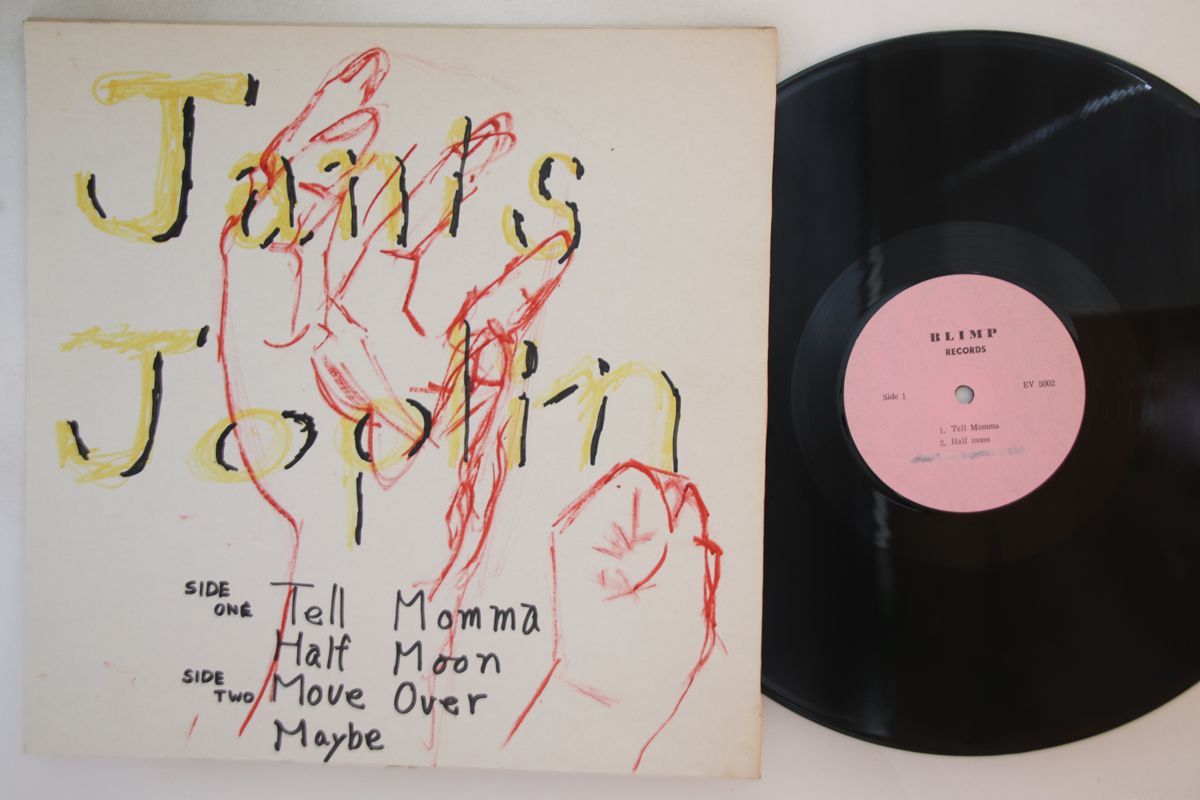 Janis
Joplin
SIDE ONE
Tell Momma
Half Moon
SIDE TWO
Move Over
Maybe
BLIMP
RECORDS
Side 1
EV 5002
1. Tell Momma
2. Half moon